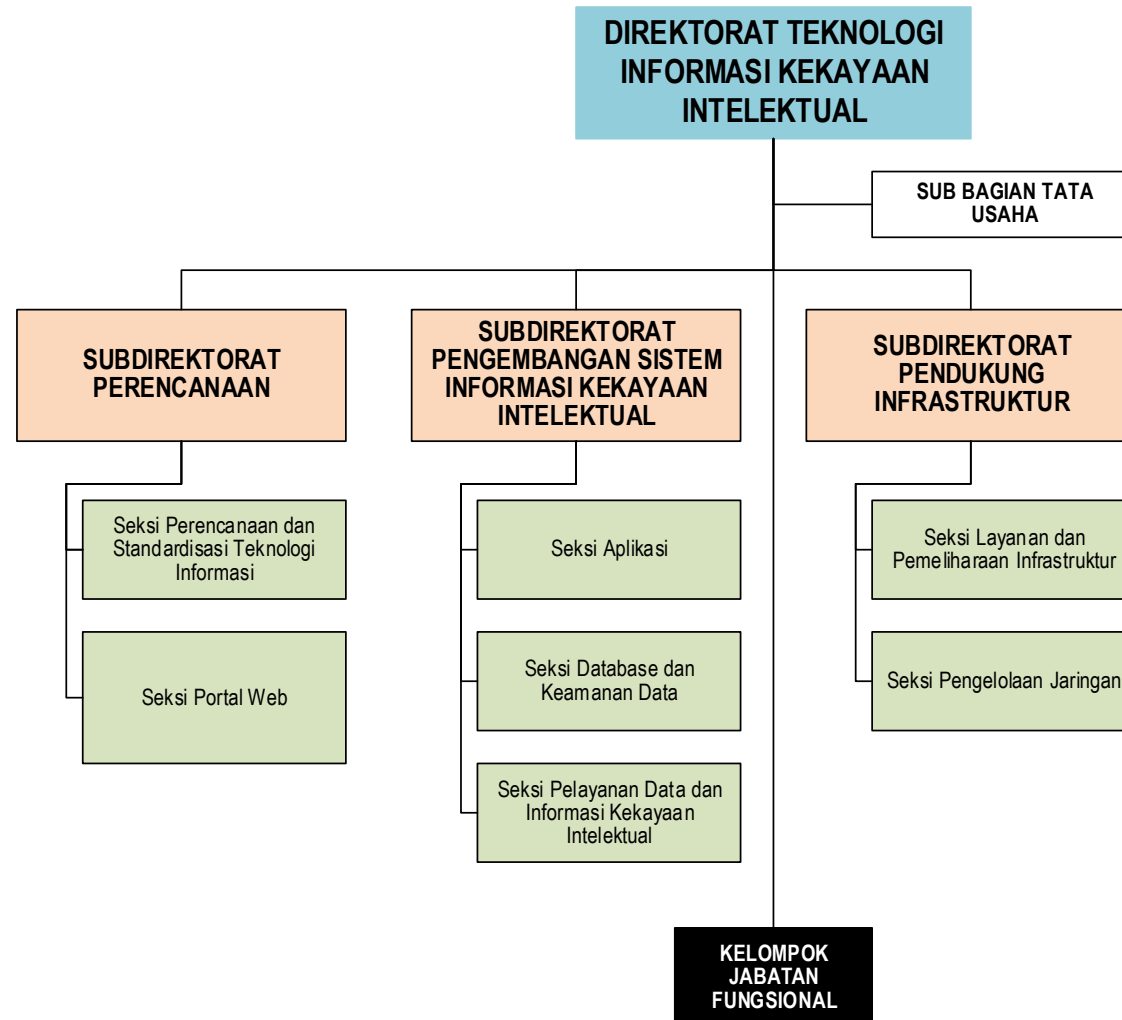 DIREKTORAT TEKNOLOGI
INFORMASI KEKAYAAN
INTELEKTUAL
SUB BAGIAN TATA
USAHA
SUBDIREKTORAT
PERENCANAAN
SUBDIREKTORAT
PENGEMBANGAN SISTEM
INFORMASI KEKAYAAN
INTELEKTUAL
SUBDIREKTORAT
PENDUKUNG
INFRASTRUKTUR
Seksi Perencanaan dan
Standardisasi Teknologi
Informasi
Seksi Aplikasi
Seksi Layanan dan
Pemeliharaan Infrastruktur
Seksi Portal Web
Seksi Database dan
Keamanan Data
Seksi Pengelolaan Jaringan
Seksi Pelayanan Data dan
Informasi Kekayaan
Intelektual
KELOMPOK
JABATAN
FUNGSIONAL